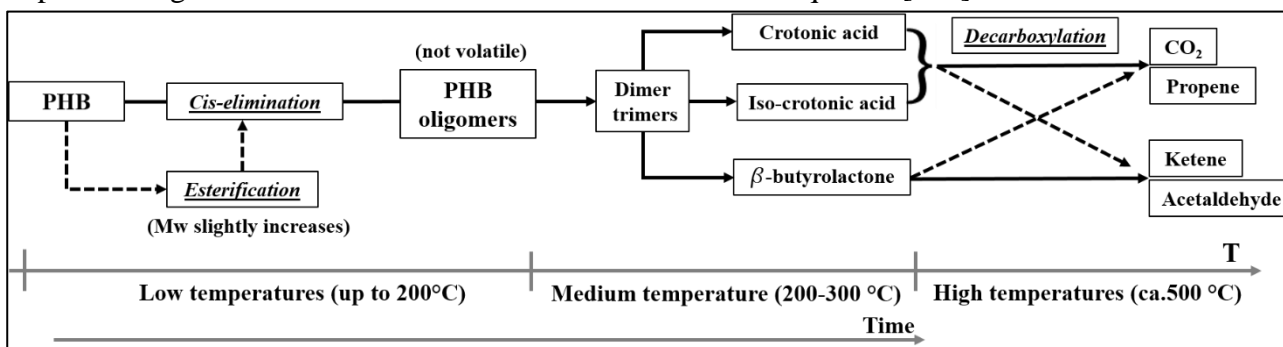 PHB
Cis-elimination
(not volatile)
PHB
oligomers
Esterification
(Mw slightly increases)
Dimer
trimers
Crotonic acid
Iso-crotonic acid
β-butyrolactone
Decarboxylation
CO₂
Propene
Ketene
Acetaldehyde
T
Low temperatures (up to 200°C)
Medium temperature (200-300 °C)
High temperatures (ca.500 °C)
Time